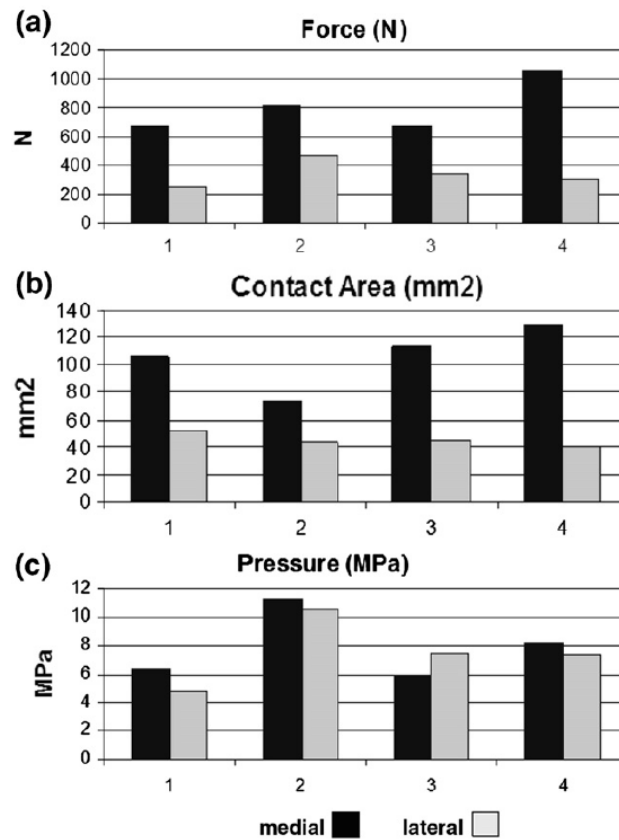 (a)
Force (N)
1200
1000
800
600
400
200
0
N
1 2 3 4
(b)
Contact Area (mm2)
140
120
100
80
60
40
20
0
mm2
1 2 3 4
(c)
Pressure (MPa)
12
10
8
6
4
2
0
MPa
1 2 3 4
medial lateral